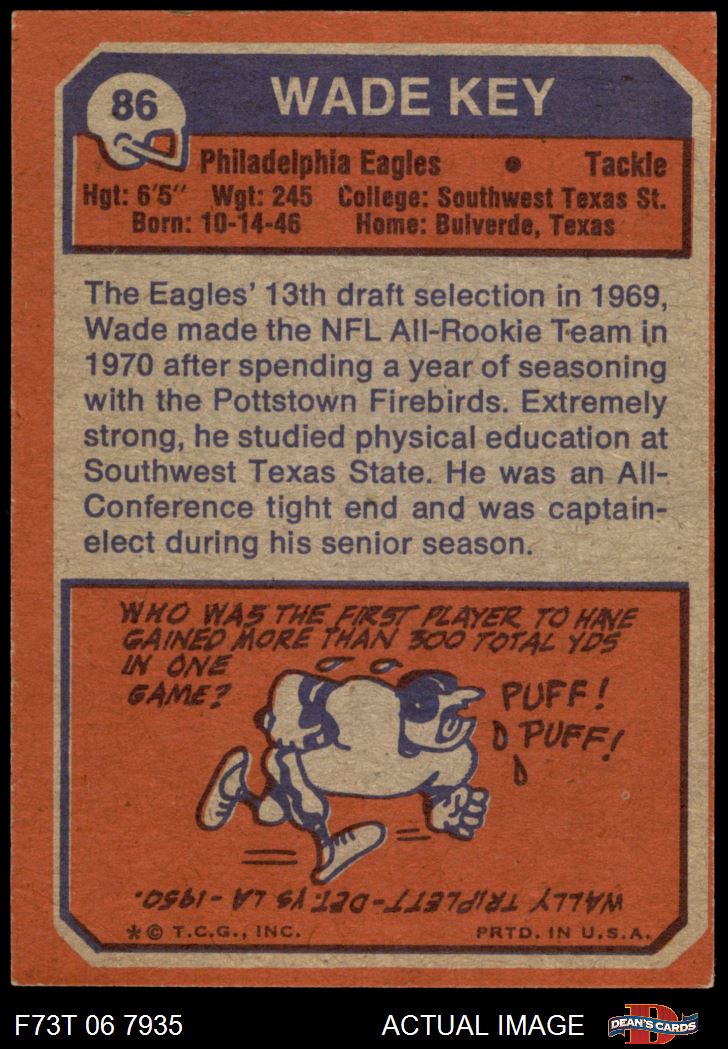 86
WADE KEY
Philadelphia Eagles • Tackle
Hgt: 6'5" Wgt: 245 College: Southwest Texas St.
Born: 10-14-46 Home: Bulverde, Texas
The Eagles' 13th draft selection in 1969,
Wade made the NFL All-Rookie Team in
1970 after spending a year of seasoning
with the Pottstown Firebirds. Extremely
strong, he studied physical education at
Southwest Texas State. He was an All-
Conference tight end and was captain-
elect during his senior season.
WHO WAS THE FIRST PLAYER TO HAVE
GAINED MORE THAN 300 TOTAL YDS
IN ONE
GAME?
PUFF!
PUFF!
WALLY TRIPLETT-DET. VS LA-1950.
*© T.C.G., INC. PRTD. IN U.S.A.
F73T 06 7935 ACTUAL IMAGE
D
DEAN'S CARDS